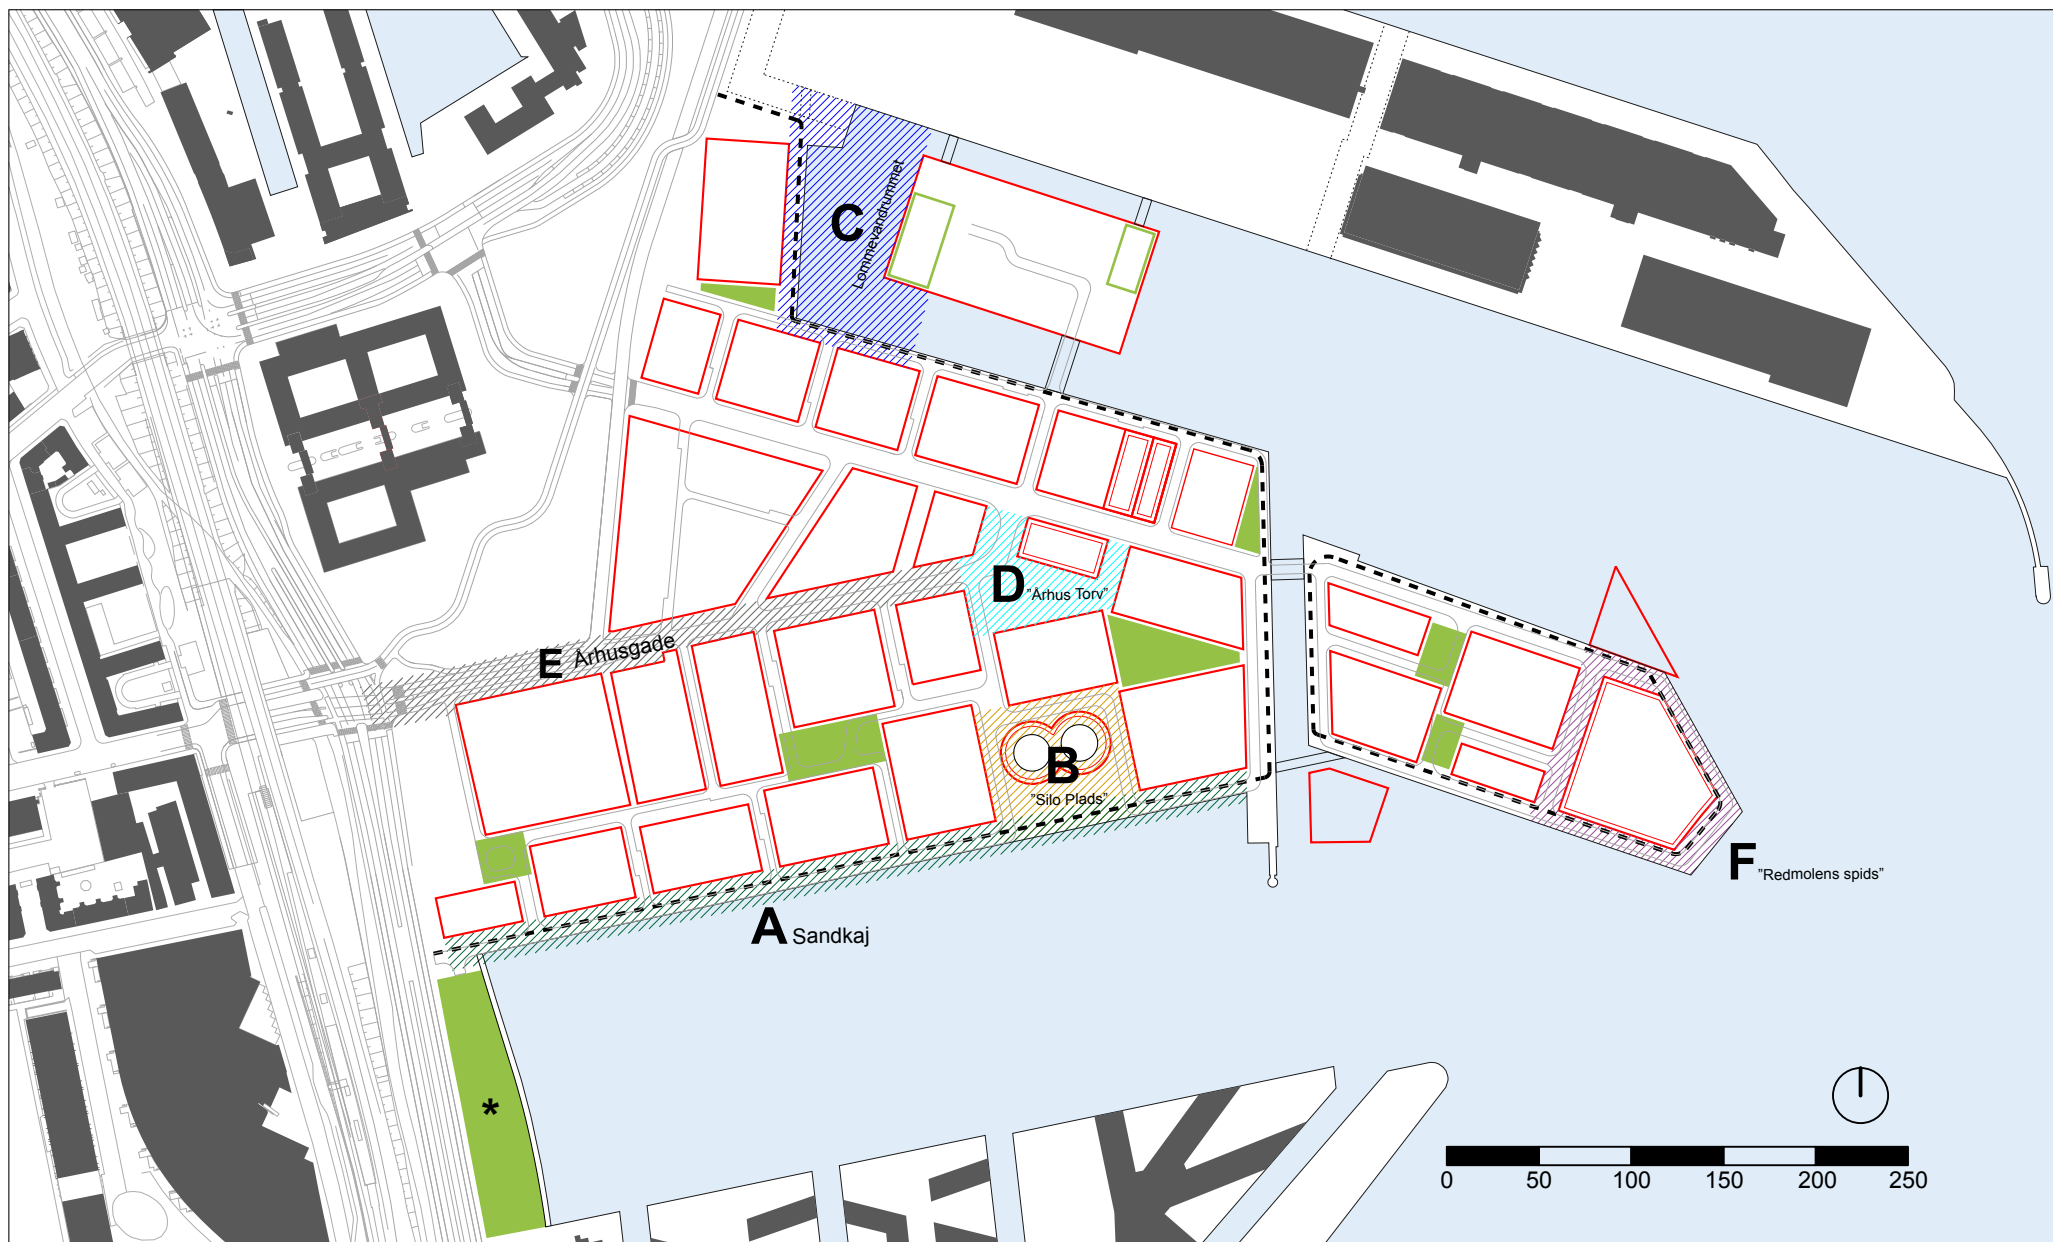 C
Lommevandrummet
D "Århus Torv"
E Århusgade
B
"Silo Plads"
F "Redmolens spids"
A Sandkaj
*
0 50 100 150 200 250